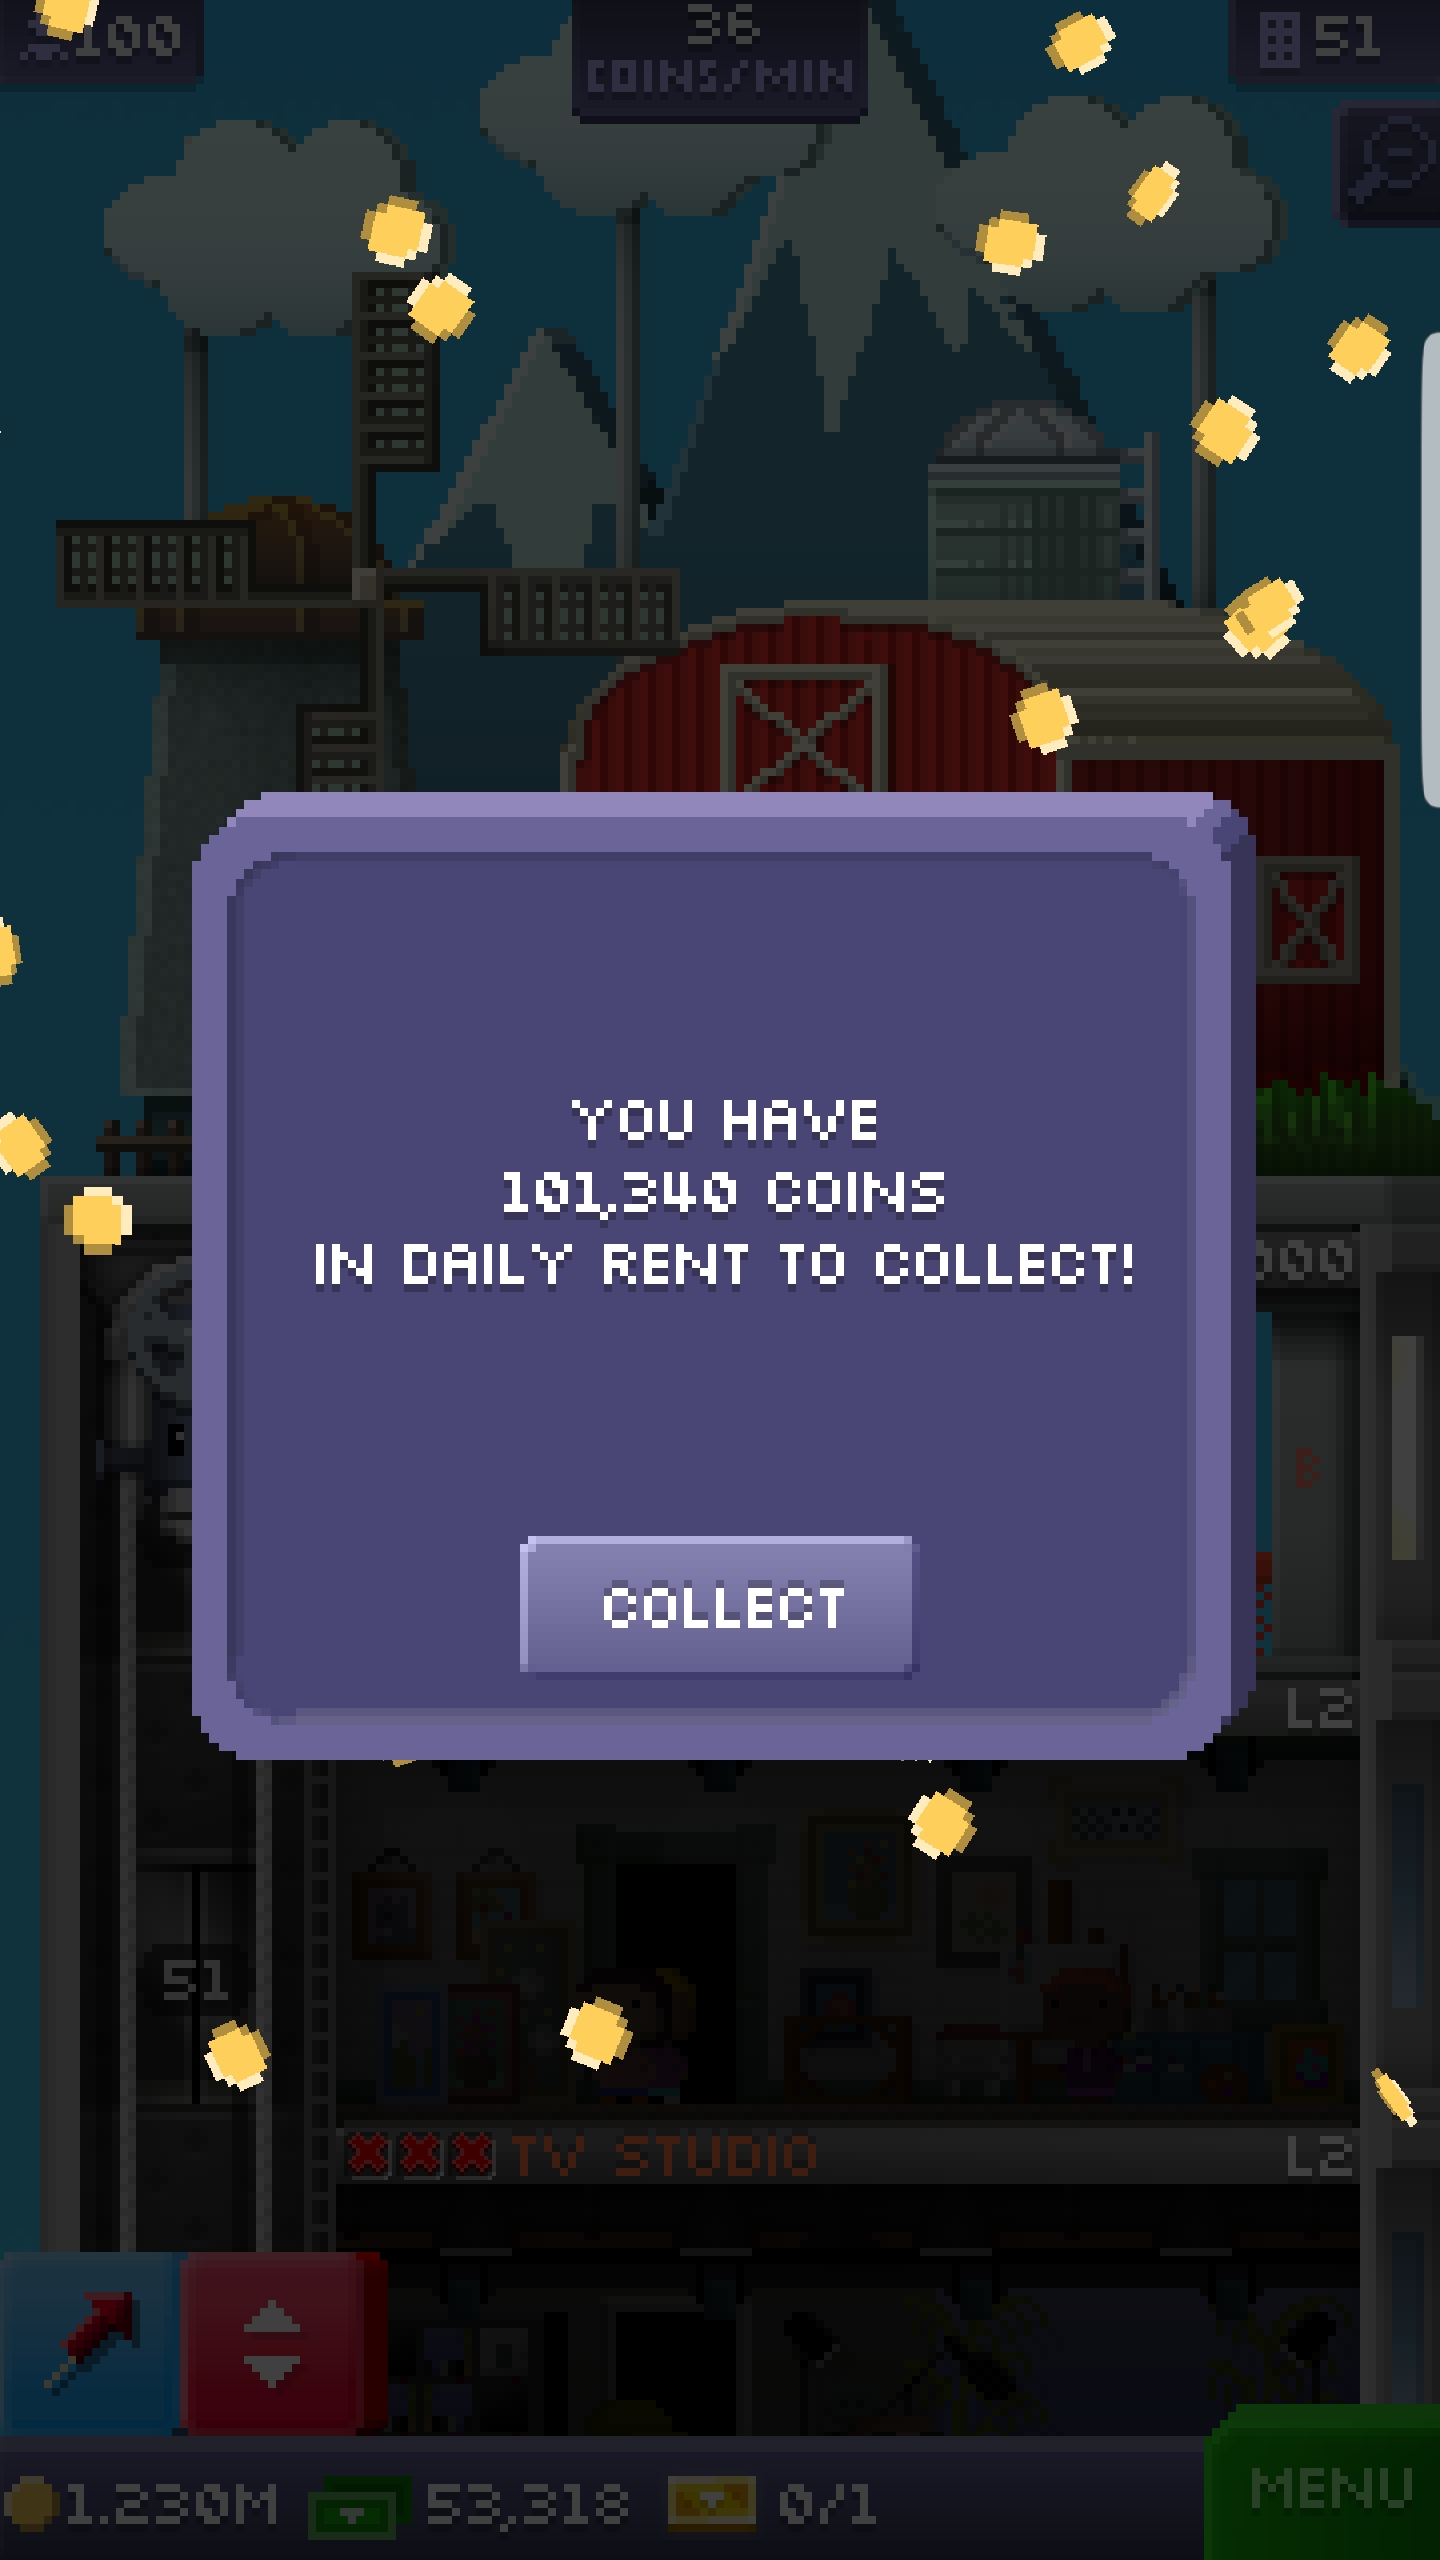 100
36
COINS/MIN
51
YOU HAVE
101,340 COINS
IN DAILY RENT TO COLLECT!
COLLECT
000
B
L2
51
TV STUDIO
L2
1.230M
53,318
0/1
MENU